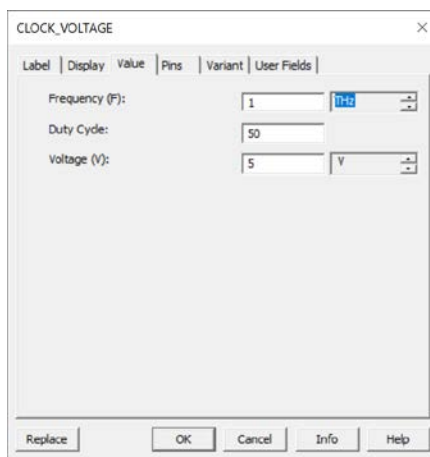 CLOCK_VOLTAGE
Label Display Value Pins Variant User Fields
Frequency (F): 1 THz
Duty Cycle: 50
Voltage (V): 5 V
Replace OK Cancel Info Help